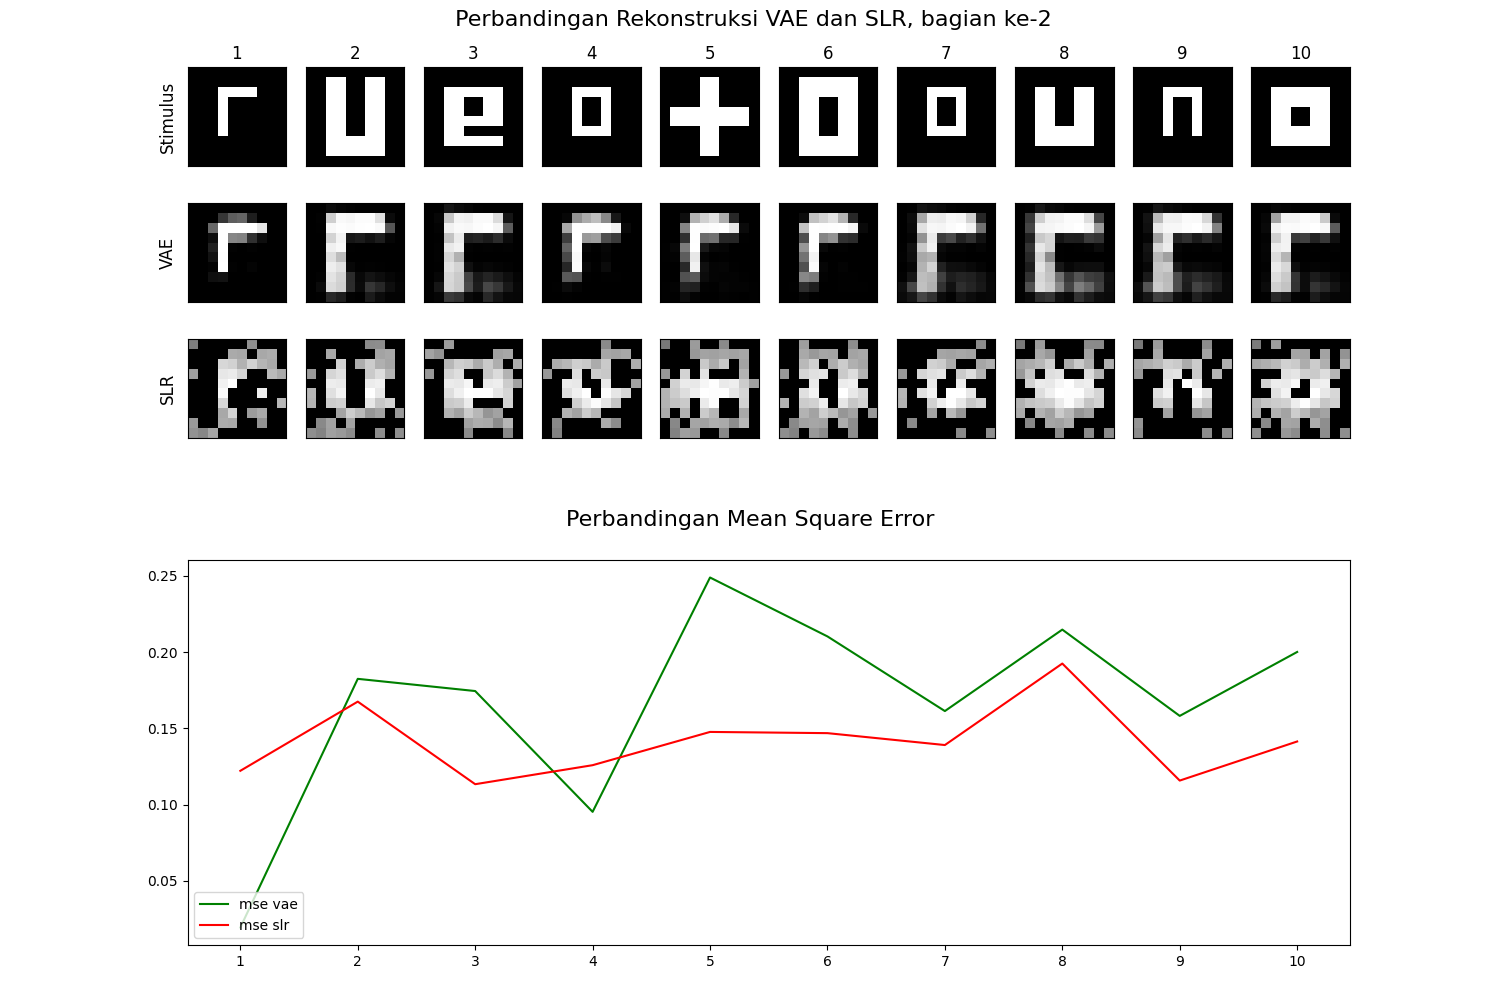 Perbandingan Rekonstruksi VAE dan SLR, bagian ke-2
1 2 3 4 5 6 7 8 9 10
Stimulus
VAE
SLR
Perbandingan Mean Square Error
0.25
0.20
0.15
0.10
0.05
mse vae
mse slr
1 2 3 4 5 6 7 8 9 10